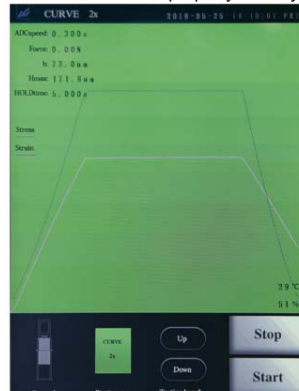 CURVE 2x
2018-05-25
ADCspeed: 0.300s
Force: 0.00N
h: 73.0mm
Hmax: 171.8mm
HOLDtime: 5.000s
Stress
Strain
29 ℃
51 %
CURVE
2x
Up
Down
Stop
Start